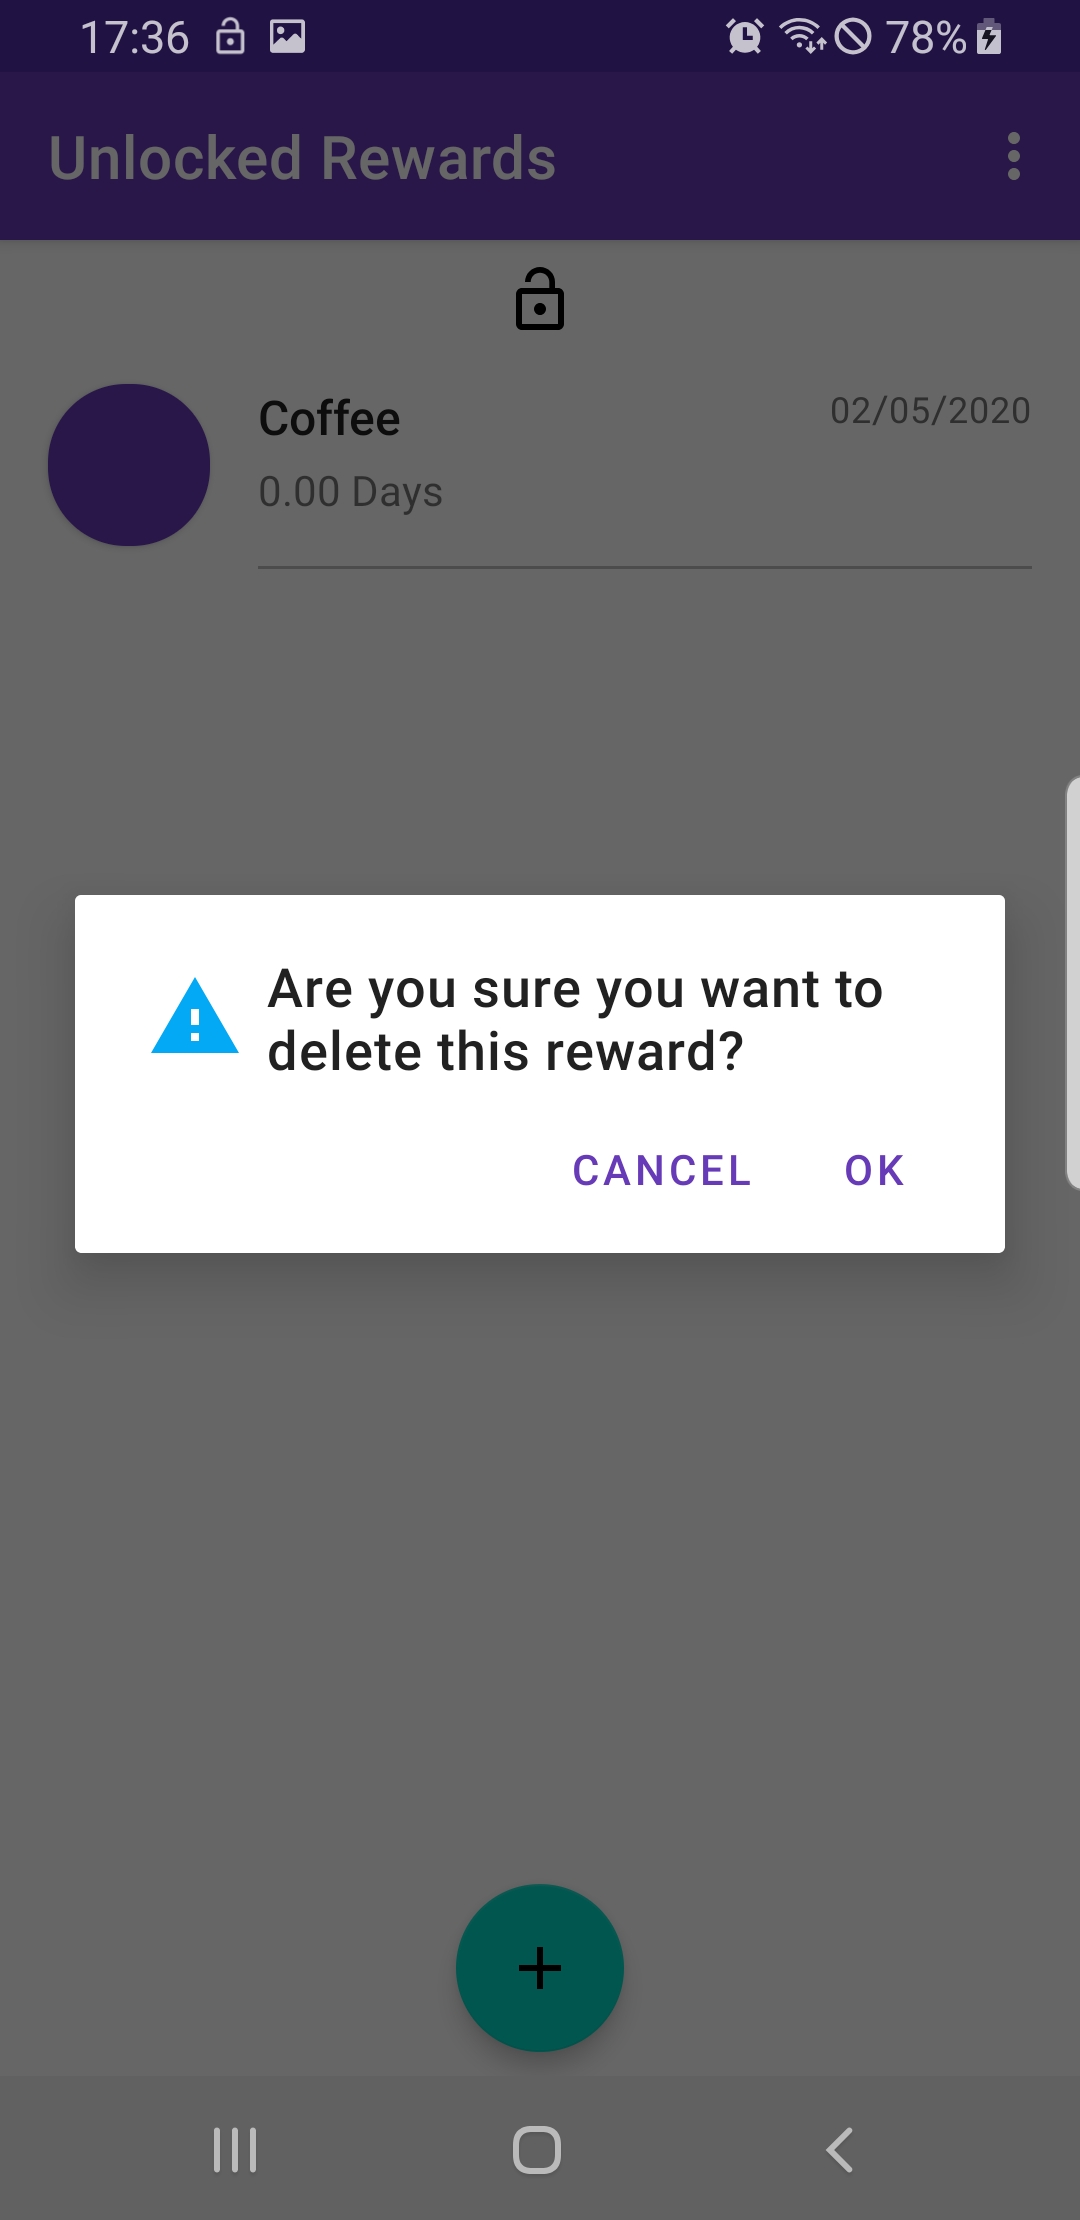 17:36 78%
Unlocked Rewards
Coffee 02/05/2020
0.00 Days
Are you sure you want to
delete this reward?
CANCEL OK